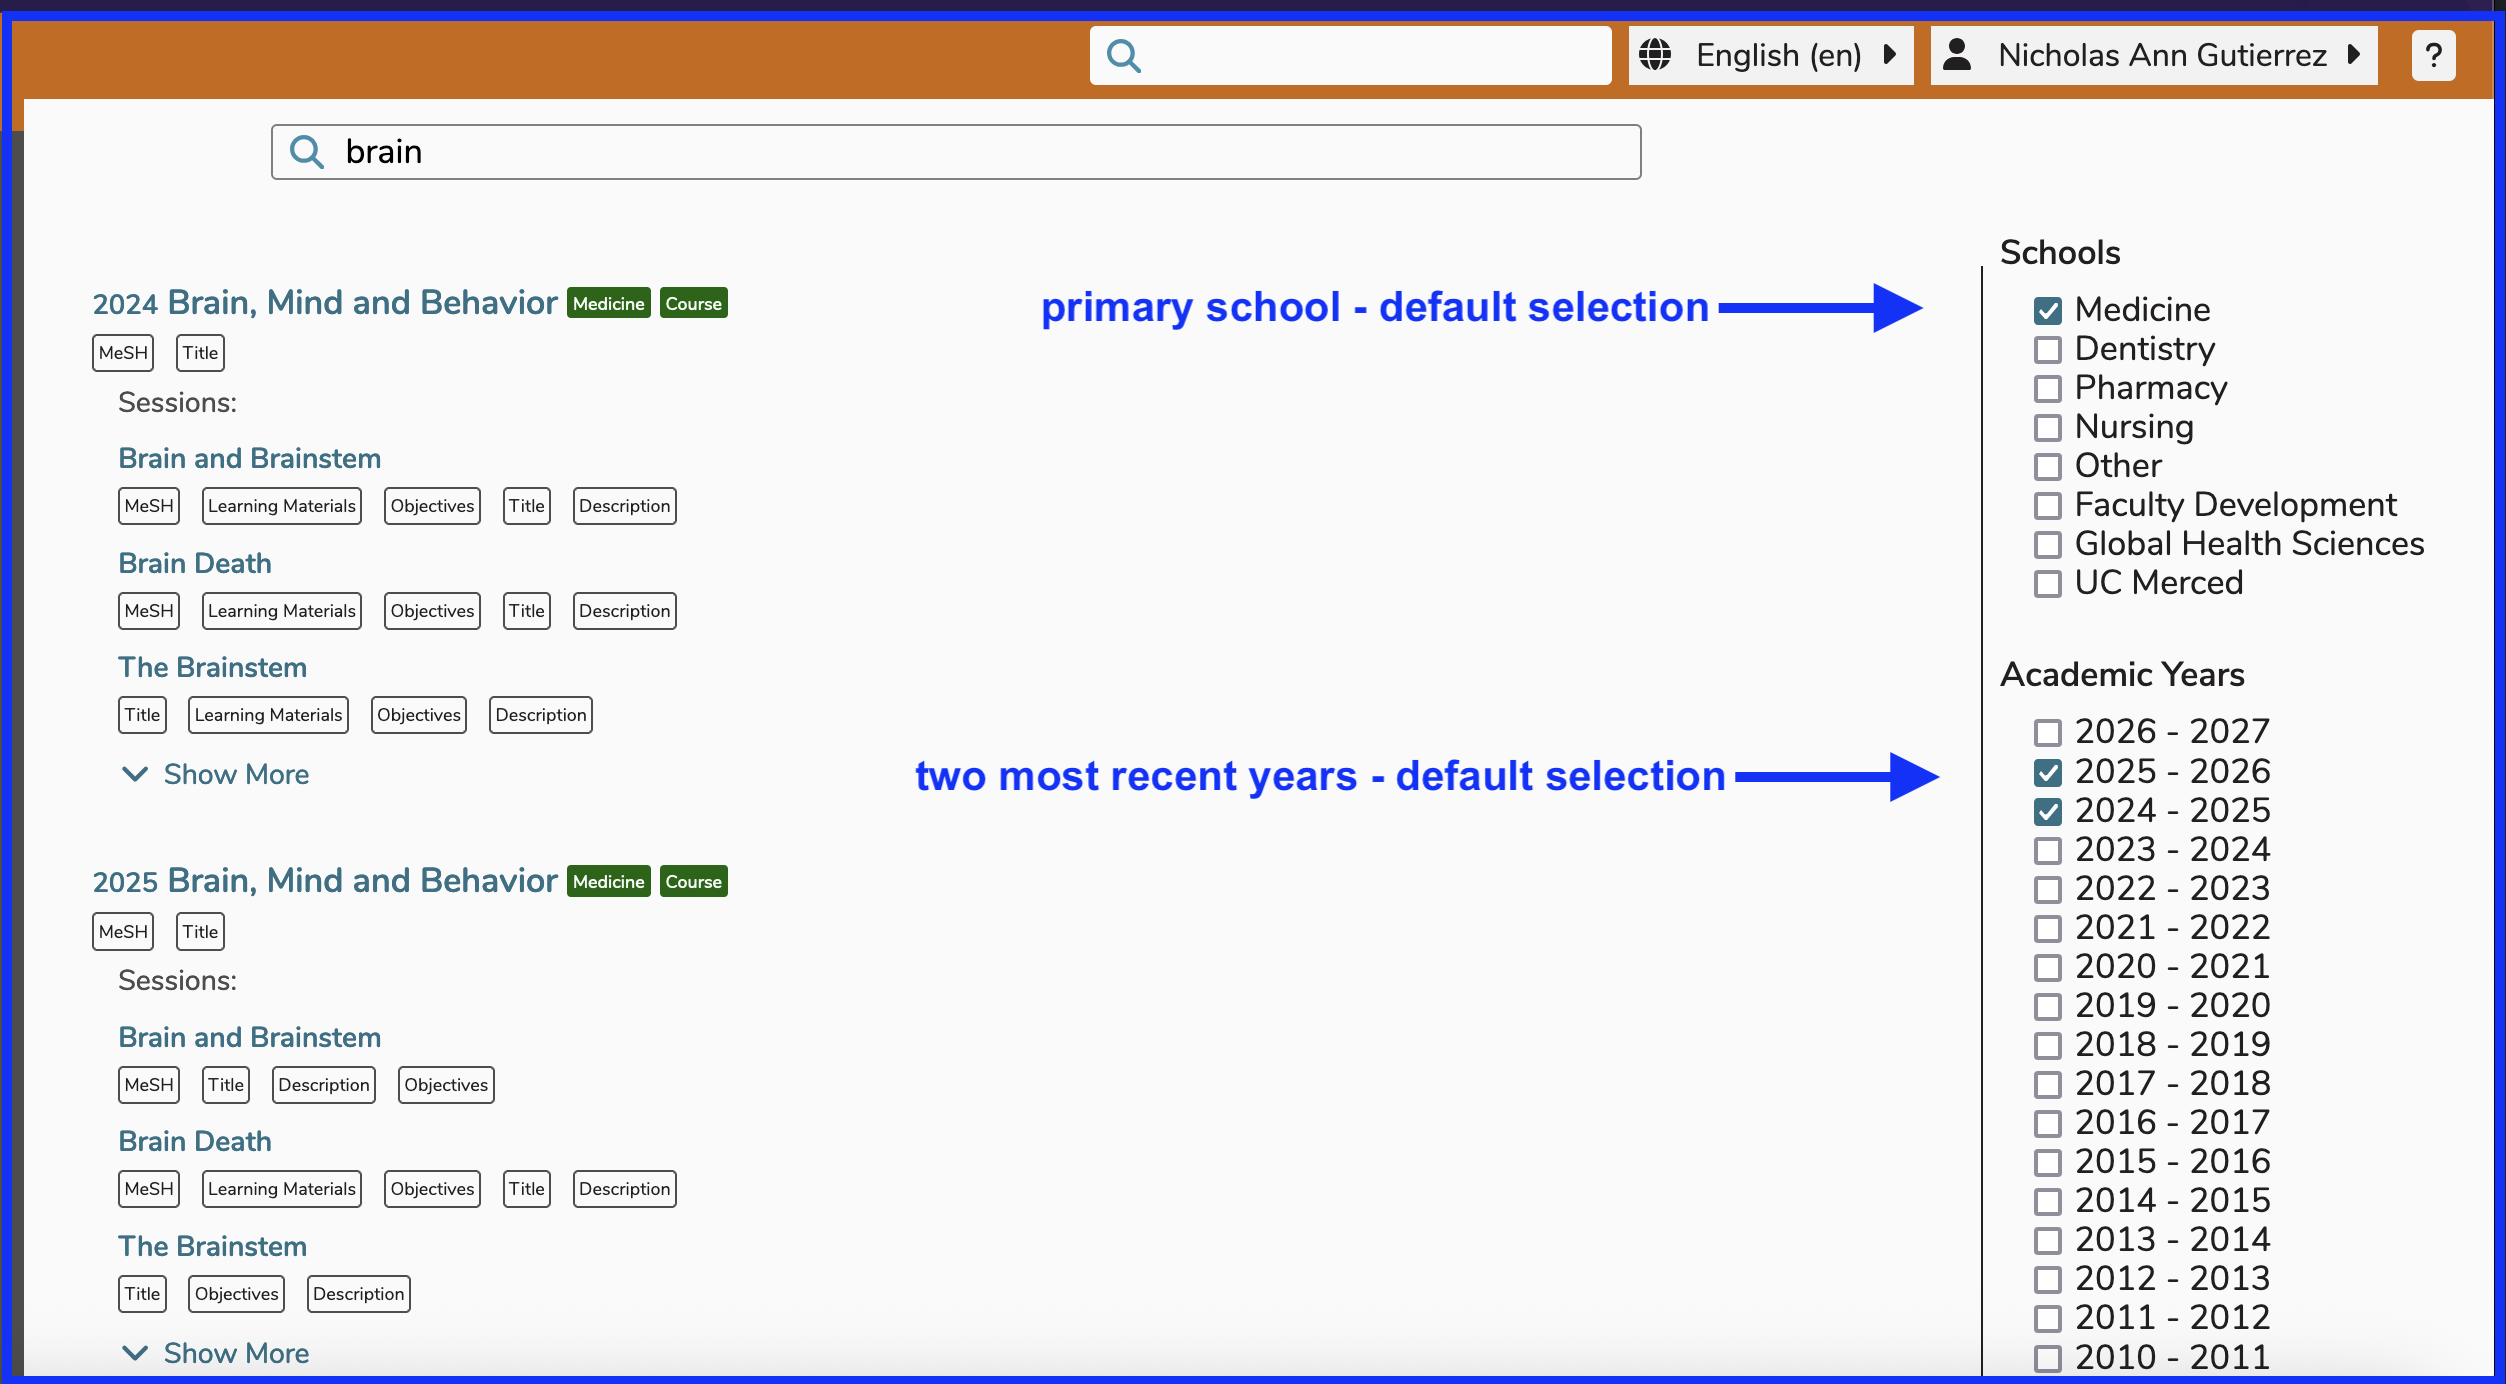 English (en)
Nicholas Ann Gutierrez
?
brain
2024 Brain, Mind and Behavior Medicine Course
MeSH Title
Sessions:
Brain and Brainstem
MeSH Learning Materials Objectives Title Description
Brain Death
MeSH Learning Materials Objectives Title Description
The Brainstem
Title Learning Materials Objectives Description
Show More
2025 Brain, Mind and Behavior Medicine Course
MeSH Title
Sessions:
Brain and Brainstem
MeSH Title Description Objectives
Brain Death
MeSH Learning Materials Objectives Title Description
The Brainstem
Title Objectives Description
Show More
primary school - default selection
two most recent years - default selection
Schools
Medicine
Dentistry
Pharmacy
Nursing
Other
Faculty Development
Global Health Sciences
UC Merced
Academic Years
2026 - 2027
2025 - 2026
2024 - 2025
2023 - 2024
2022 - 2023
2021 - 2022
2020 - 2021
2019 - 2020
2018 - 2019
2017 - 2018
2016 - 2017
2015 - 2016
2014 - 2015
2013 - 2014
2012 - 2013
2011 - 2012
2010 - 2011